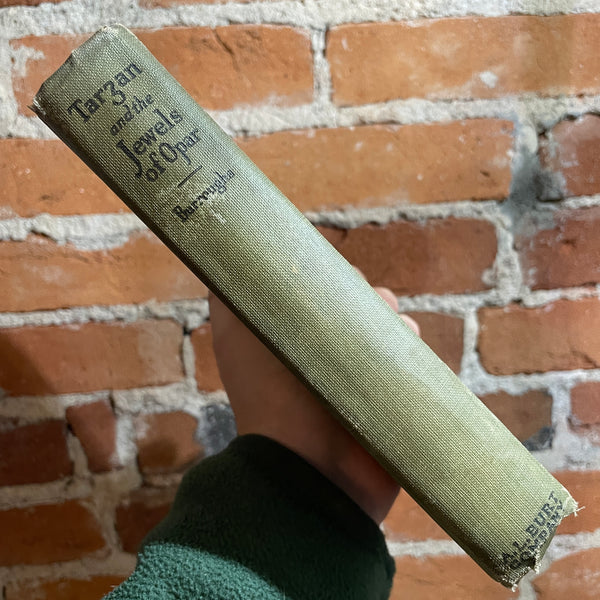 Tarzan
and the
Jewels
of Opar
Burroughs
A.L. BURT
COMPANY